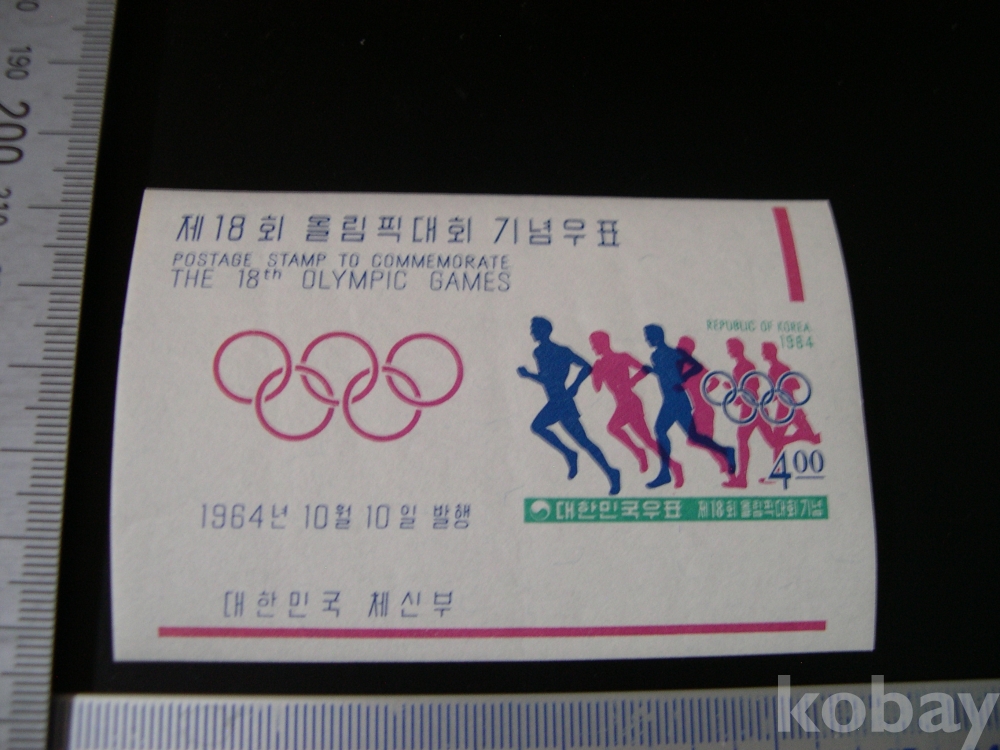 190
200
210
제18회 올림픽대회 기념우표
POSTAGE STAMP TO COMMEMORATE
THE 18th OLYMPIC GAMES
REPUBLIC OF KOREA
1964
4 00
대한민국우표 제18회 올림픽대회기념
1964년 10월 10일 발행
대한민국 체신부
kobay